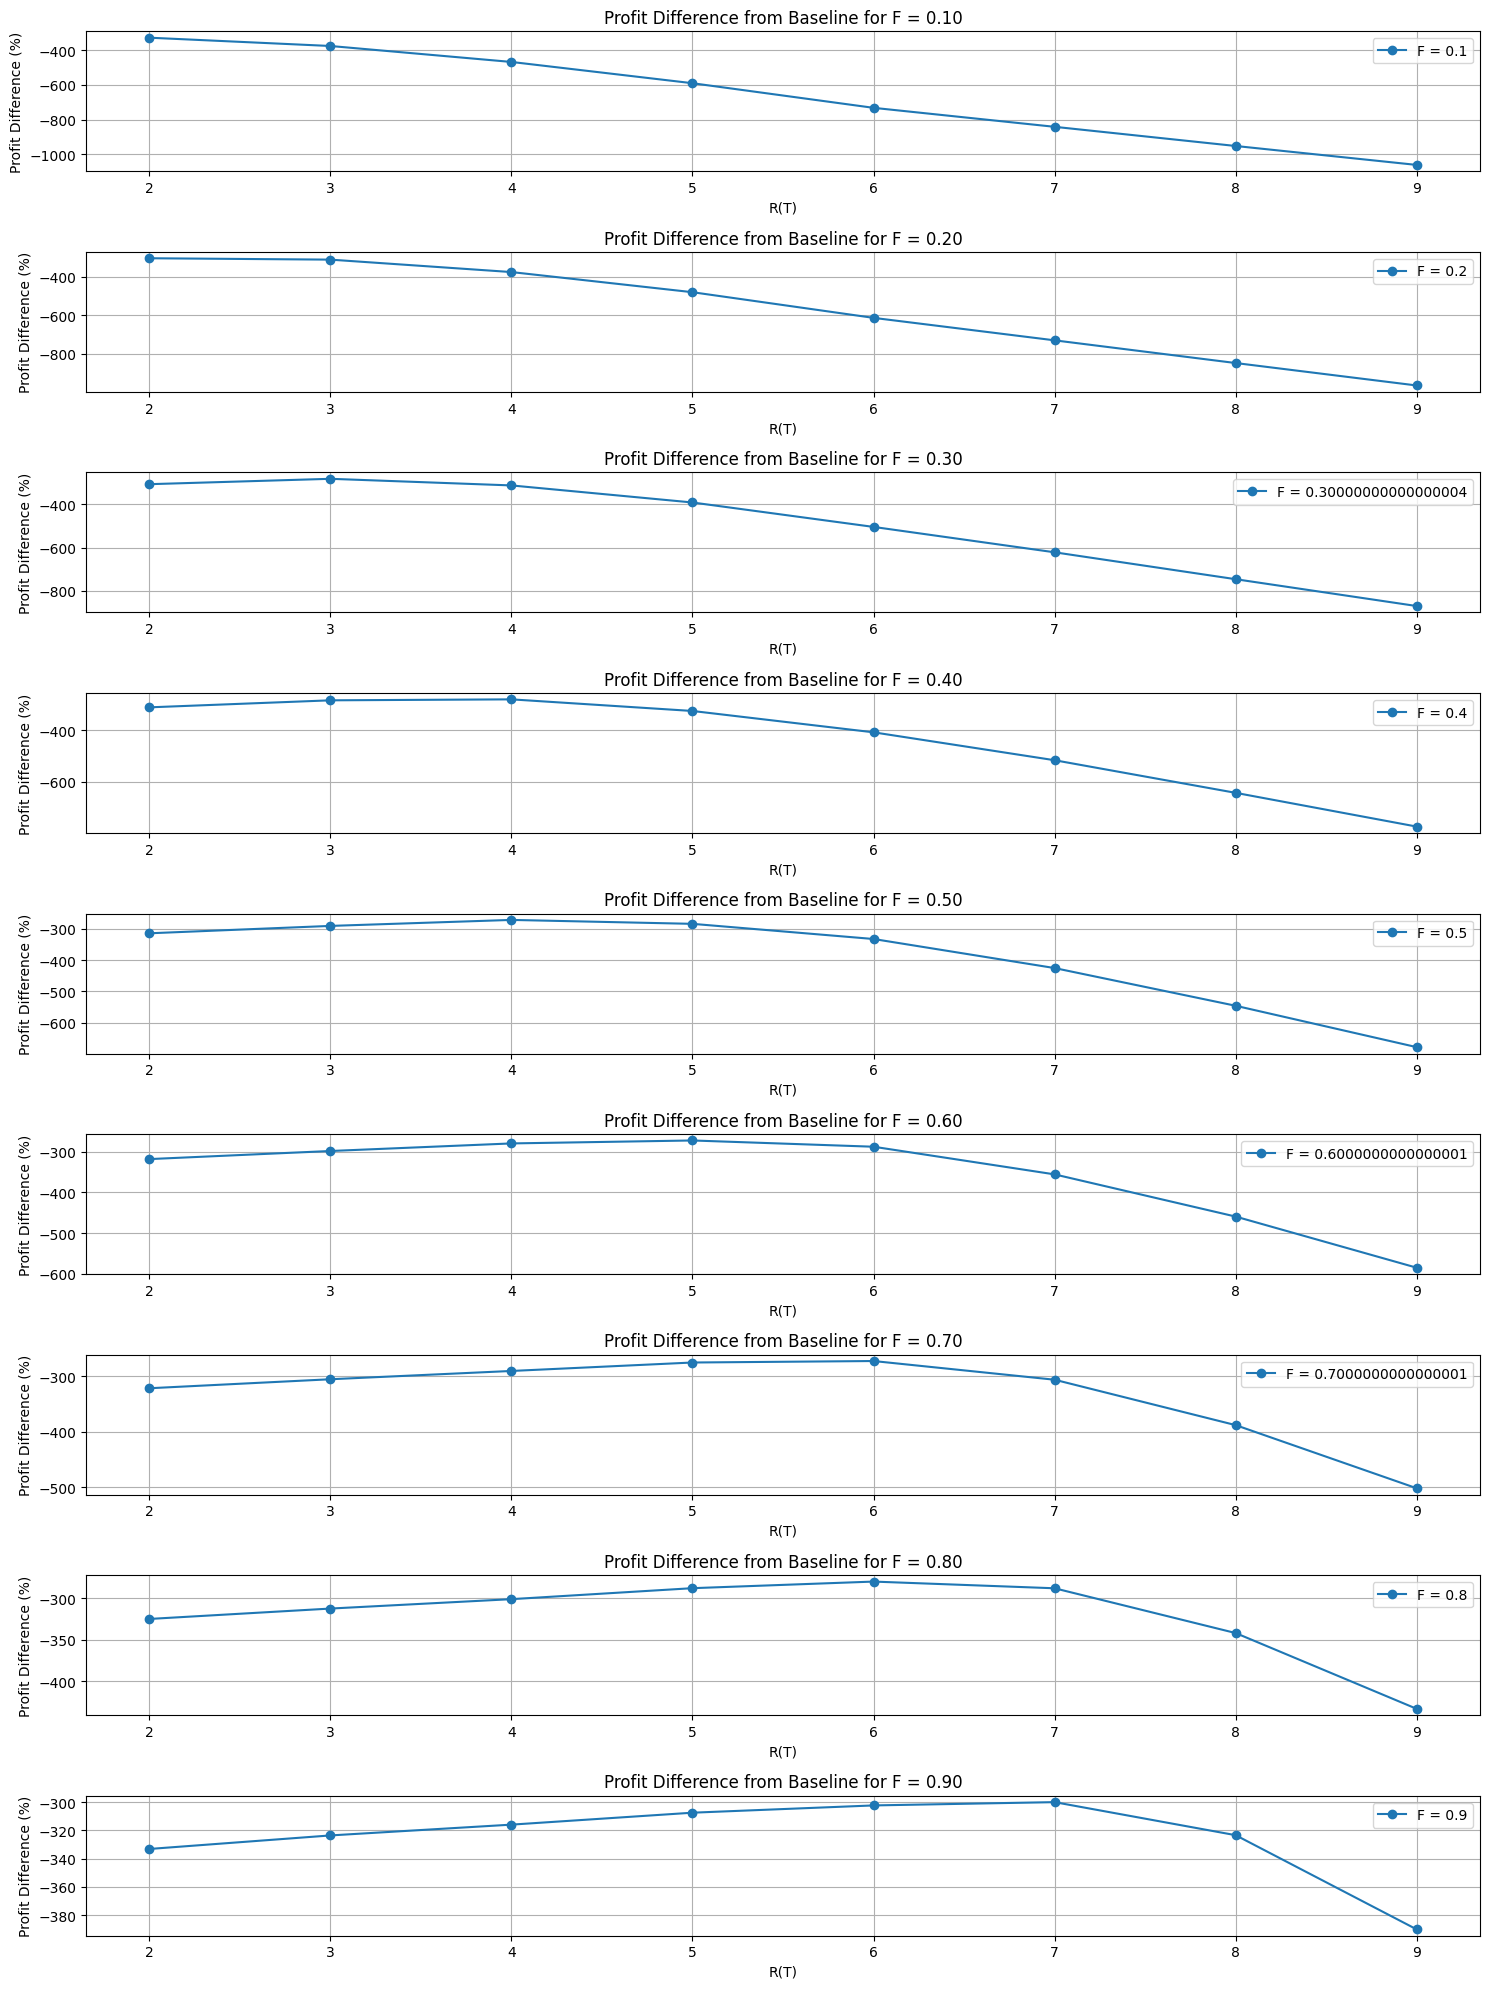 Profit Difference from Baseline for F = 0.10
Profit Difference (%)
−400
−600
−800
−1000
F = 0.1
2 3 4 5 6 7 8 9
R(T)
Profit Difference from Baseline for F = 0.20
Profit Difference (%)
−400
−600
−800
F = 0.2
2 3 4 5 6 7 8 9
R(T)
Profit Difference from Baseline for F = 0.30
Profit Difference (%)
−400
−600
−800
F = 0.30000000000000004
2 3 4 5 6 7 8 9
R(T)
Profit Difference from Baseline for F = 0.40
Profit Difference (%)
−400
−600
F = 0.4
2 3 4 5 6 7 8 9
R(T)
Profit Difference from Baseline for F = 0.50
Profit Difference (%)
−300
−400
−500
−600
F = 0.5
2 3 4 5 6 7 8 9
R(T)
Profit Difference from Baseline for F = 0.60
Profit Difference (%)
−300
−400
−500
−600
F = 0.6000000000000001
2 3 4 5 6 7 8 9
R(T)
Profit Difference from Baseline for F = 0.70
Profit Difference (%)
−300
−400
−500
F = 0.7000000000000001
2 3 4 5 6 7 8 9
R(T)
Profit Difference from Baseline for F = 0.80
Profit Difference (%)
−300
−350
−400
F = 0.8
2 3 4 5 6 7 8 9
R(T)
Profit Difference from Baseline for F = 0.90
Profit Difference (%)
−300
−320
−340
−360
−380
F = 0.9
2 3 4 5 6 7 8 9
R(T)